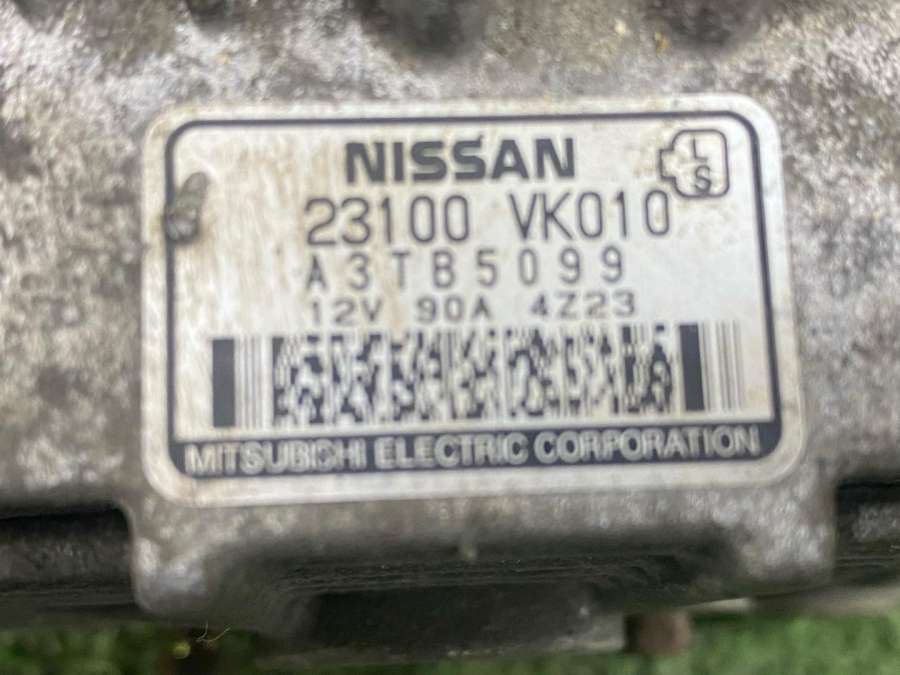 NISSAN
L
S
23100 VK010
A3TB5099
12V 90A 4Z23
MITSUBISHI ELECTRIC CORPORATION